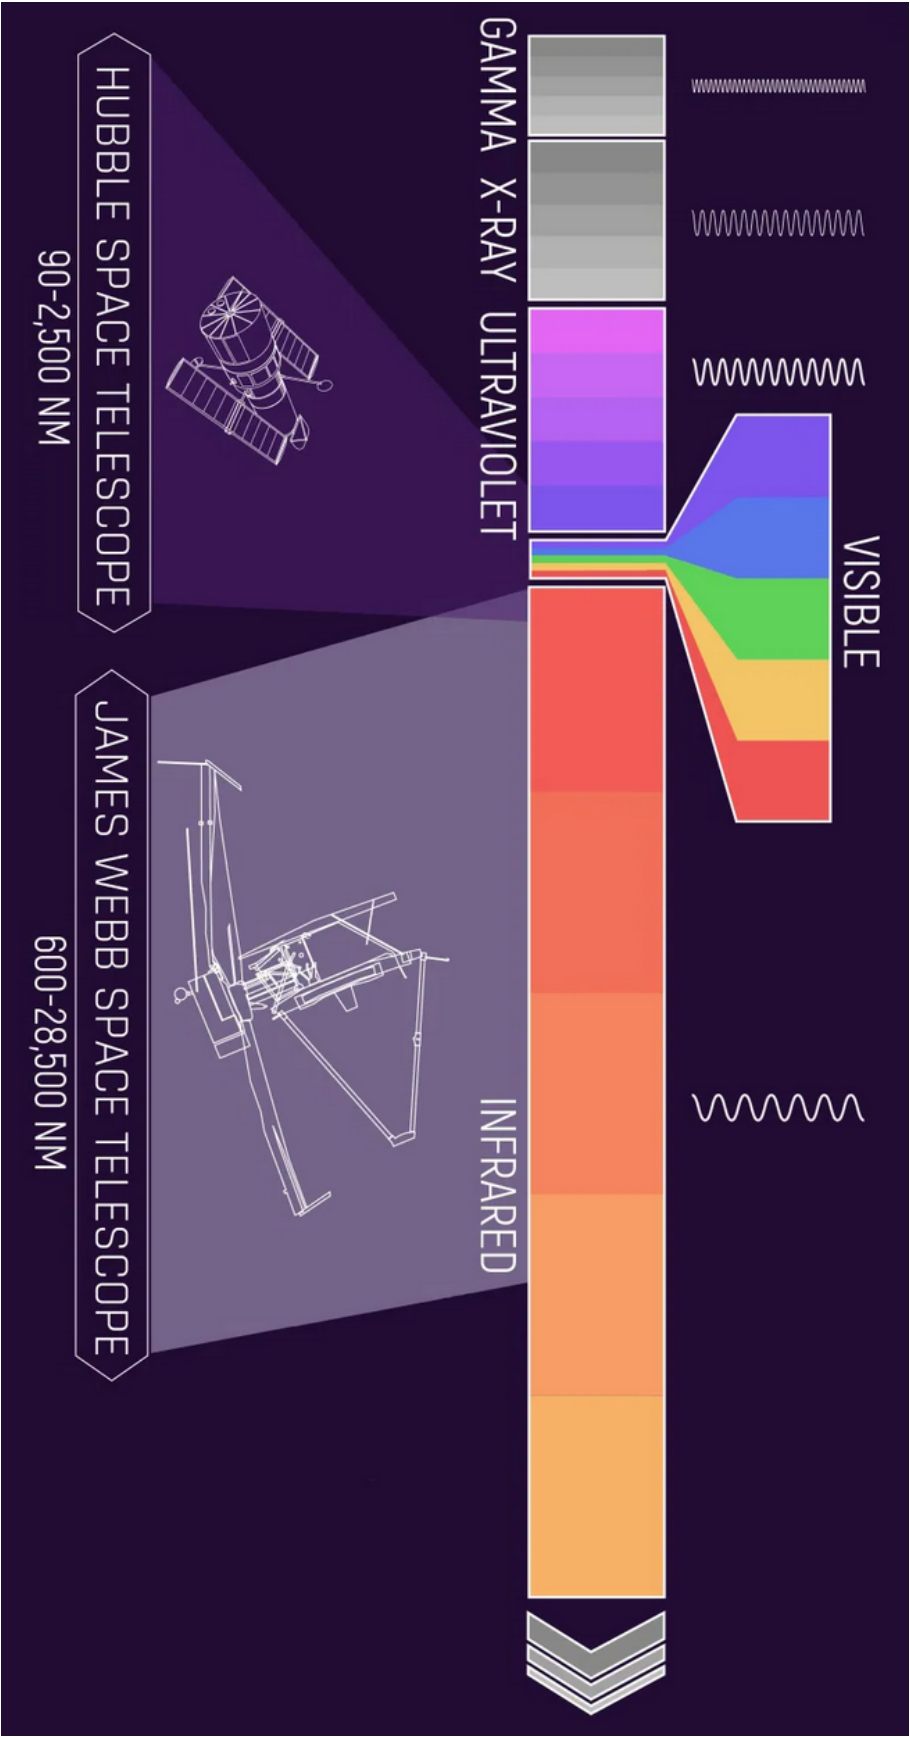 VISIBLE
GAMMA
X-RAY
ULTRAVIOLET
INFRARED
HUBBLE SPACE TELESCOPE
90-2,500 NM
JAMES WEBB SPACE TELESCOPE
600-28,500 NM